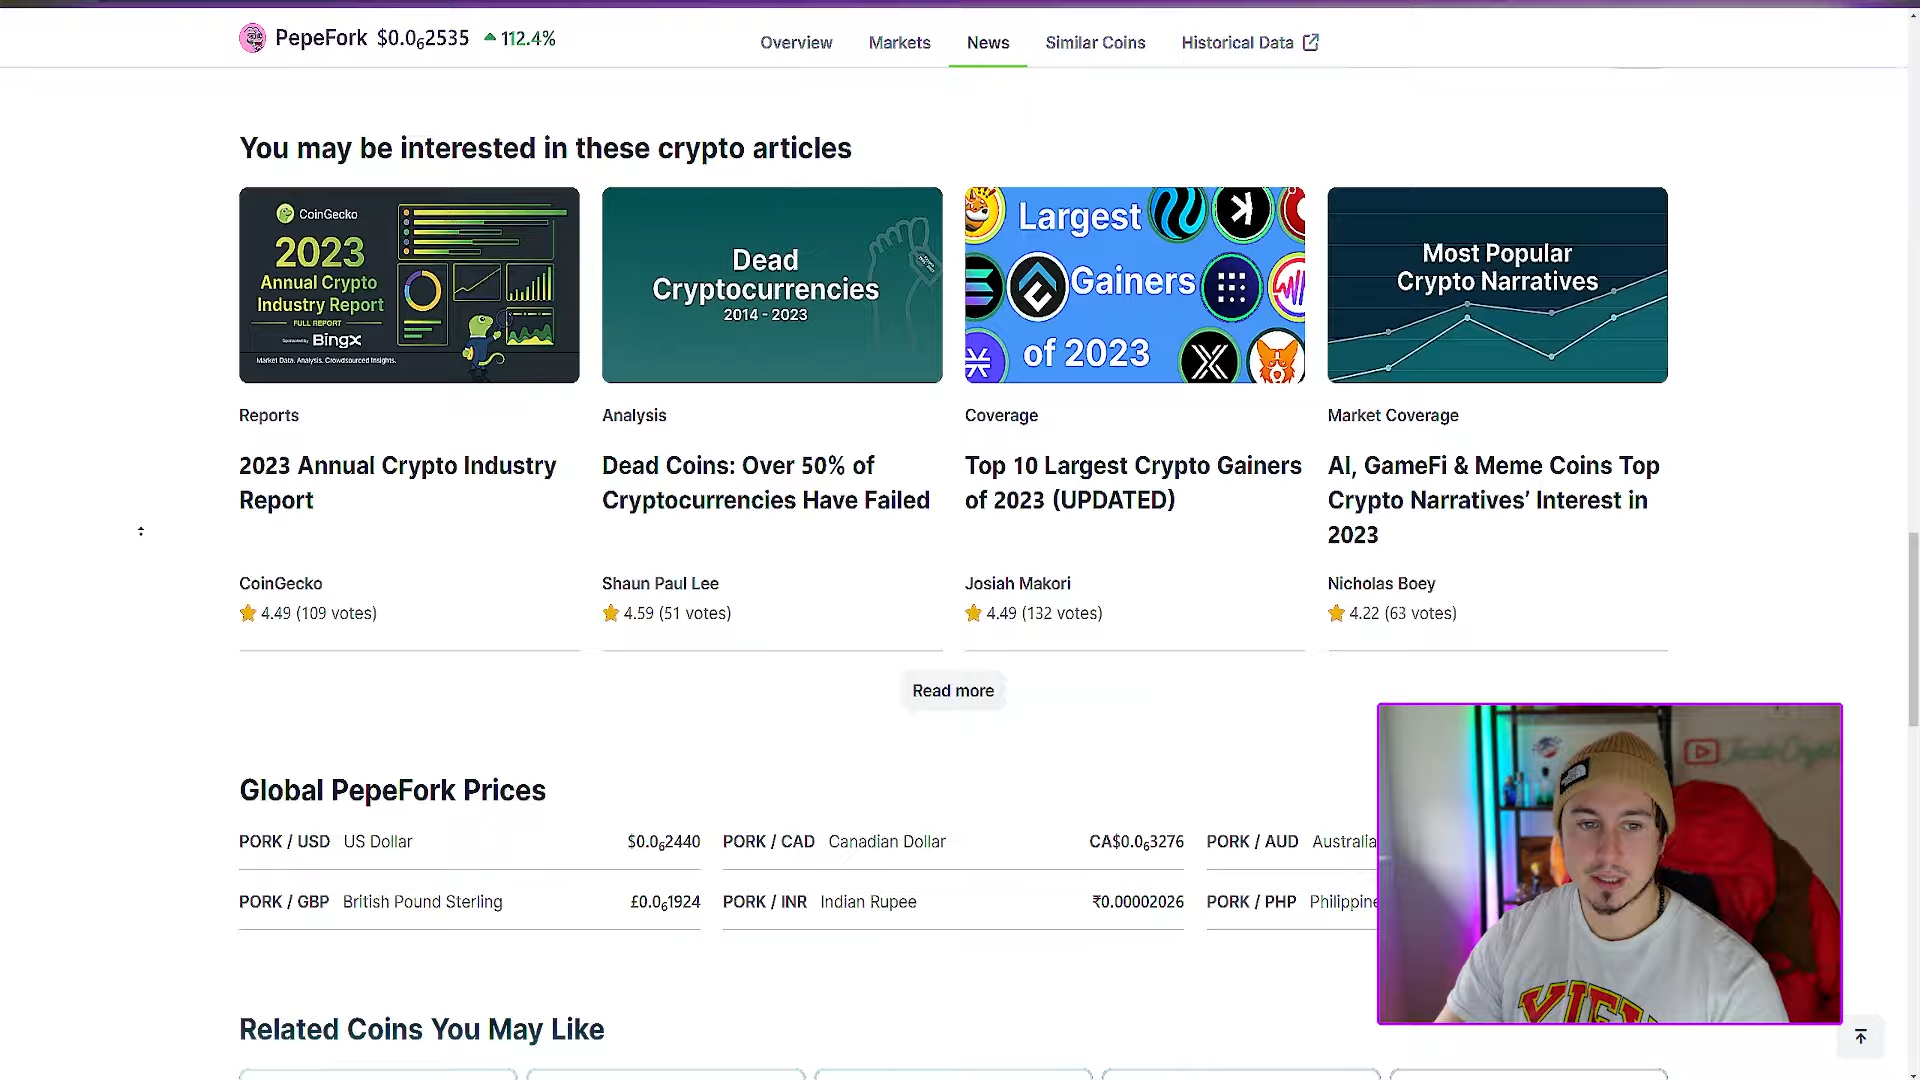 PepeFork $0.0₆2535 112.4%
Overview Markets News Similar Coins Historical Data
You may be interested in these crypto articles
CoinGecko
2023
Annual Crypto
Industry Report
FULL REPORT
Sponsored by BingX
Market Data. Analysis. Crowdsourced Insights.
Dead
Cryptocurrencies
2014 - 2023
Largest
Gainers
of 2023
Most Popular
Crypto Narratives
Reports
Analysis
Coverage
Market Coverage
2023 Annual Crypto Industry
Report
Dead Coins: Over 50% of
Cryptocurrencies Have Failed
Top 10 Largest Crypto Gainers
of 2023 (UPDATED)
AI, GameFi & Meme Coins Top
Crypto Narratives’ Interest in
2023
CoinGecko
4.49 (109 votes)
Shaun Paul Lee
4.59 (51 votes)
Josiah Makori
4.49 (132 votes)
Nicholas Boey
4.22 (63 votes)
Read more
Global PepeFork Prices
PORK / USD US Dollar $0.0₆2440
PORK / CAD Canadian Dollar CA$0.0₆3276
PORK / AUD Australia
PORK / GBP British Pound Sterling £0.0₆1924
PORK / INR Indian Rupee ₹0.00002026
PORK / PHP Philippine
Related Coins You May Like